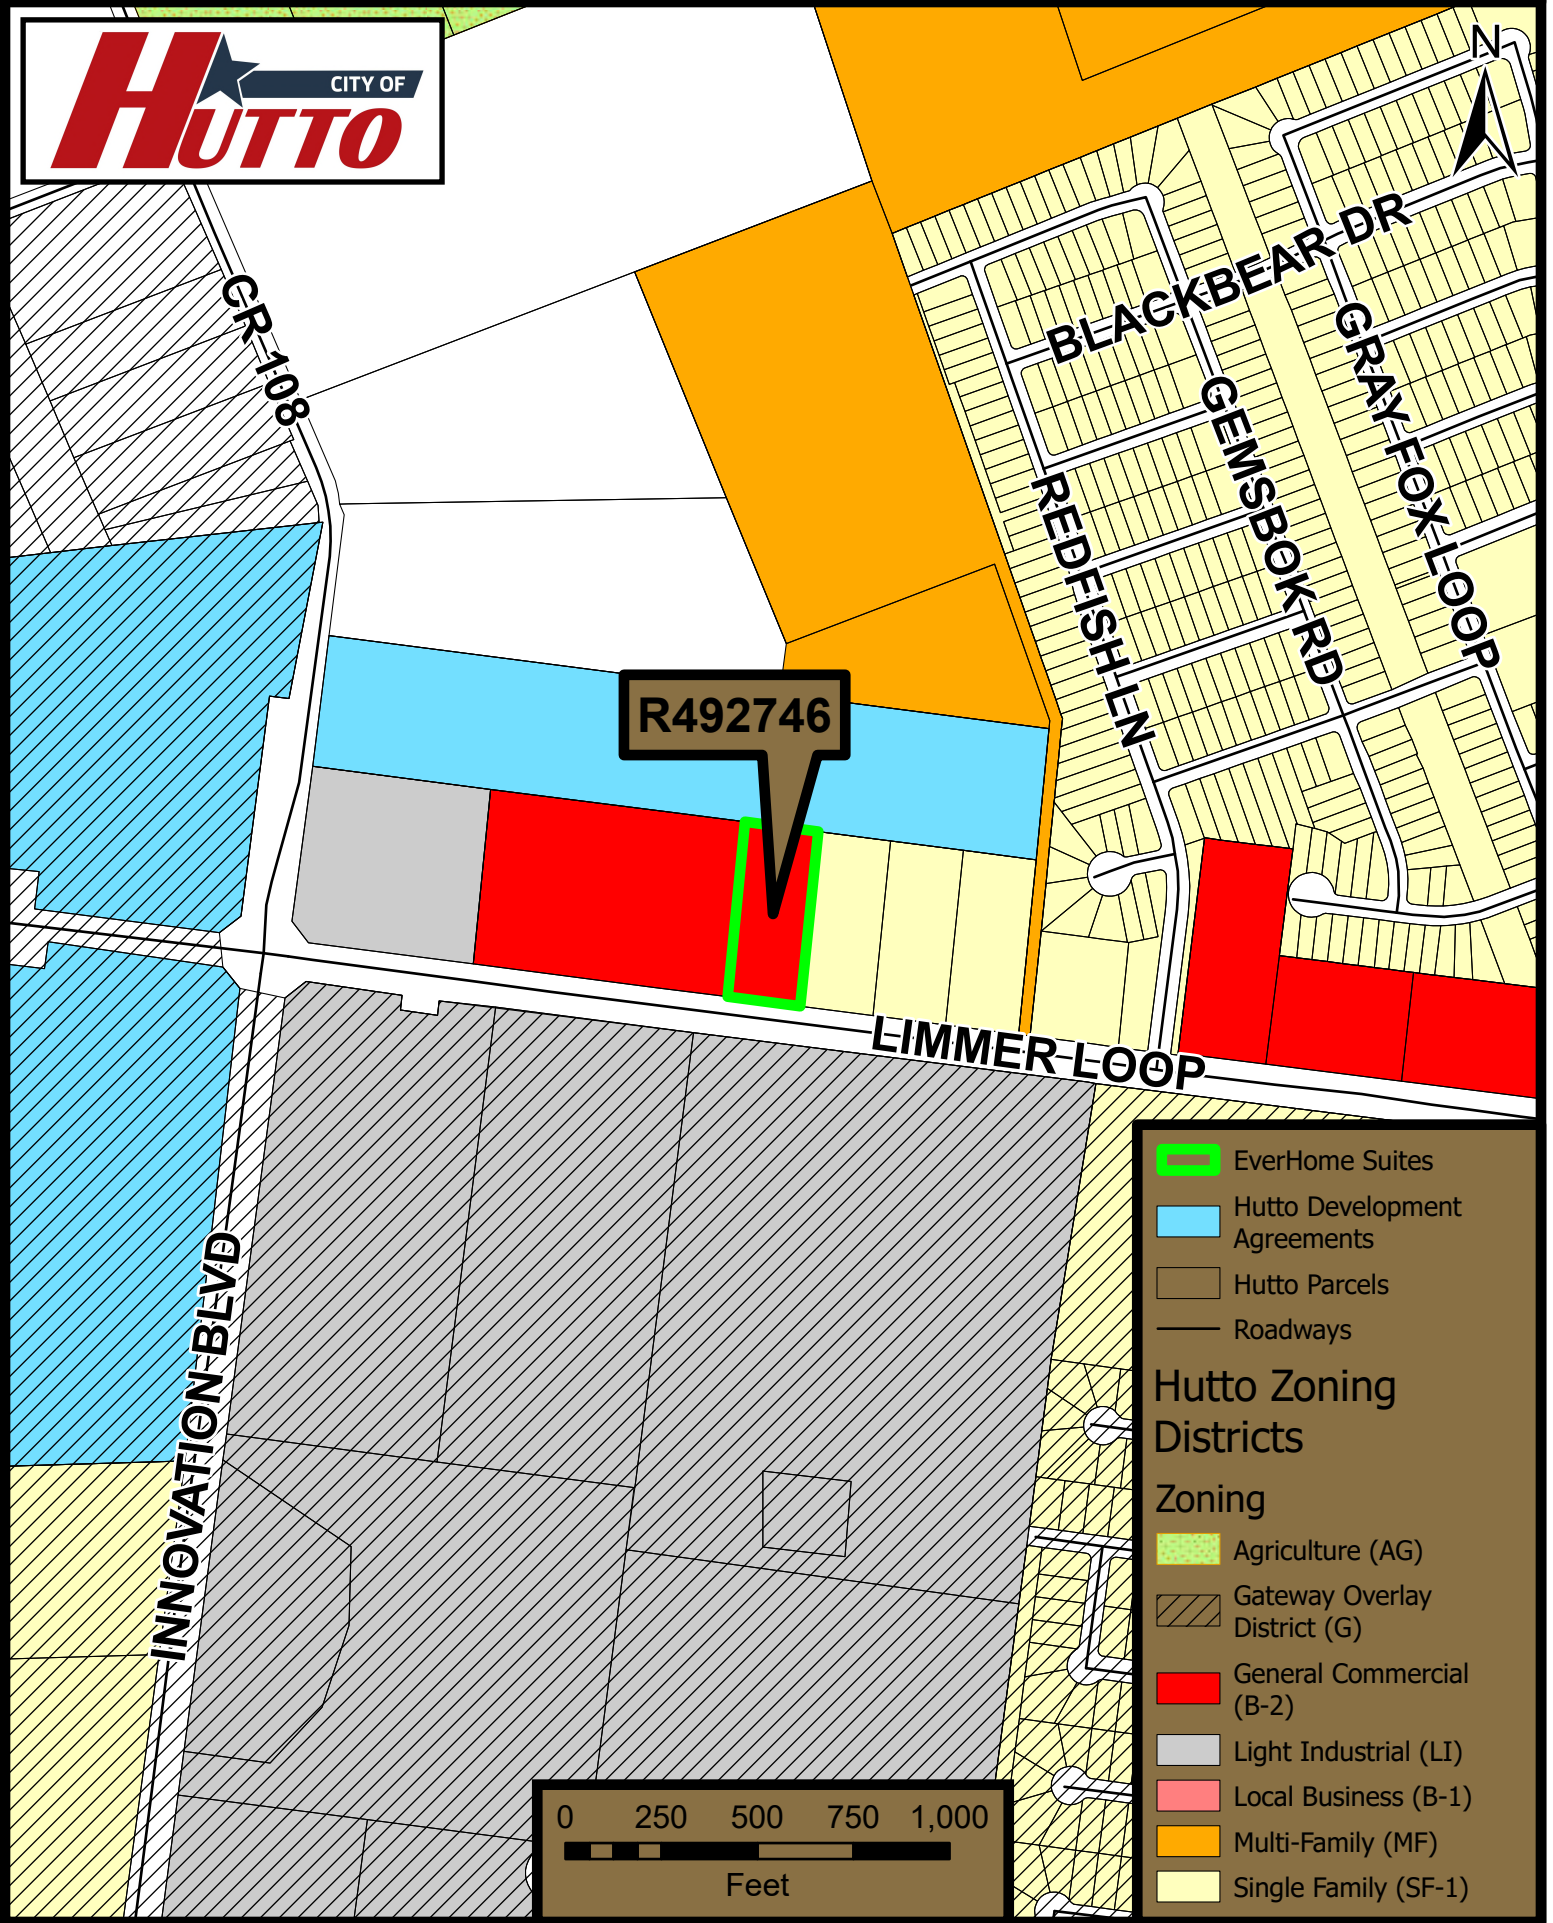 CITY OF
HUTTO
N
CR 108
BLACKBEAR DR
GRAY FOX LOOP
GEMSBOK RD
REDFISH LN
R492746
LIMMER LOOP
INNOVATION BLVD
EverHome Suites
Hutto Development
Agreements
Hutto Parcels
Roadways
Hutto Zoning
Districts
Zoning
Agriculture (AG)
Gateway Overlay
District (G)
General Commercial
(B-2)
Light Industrial (LI)
Local Business (B-1)
Multi-Family (MF)
Single Family (SF-1)
0 250 500 750 1,000
Feet